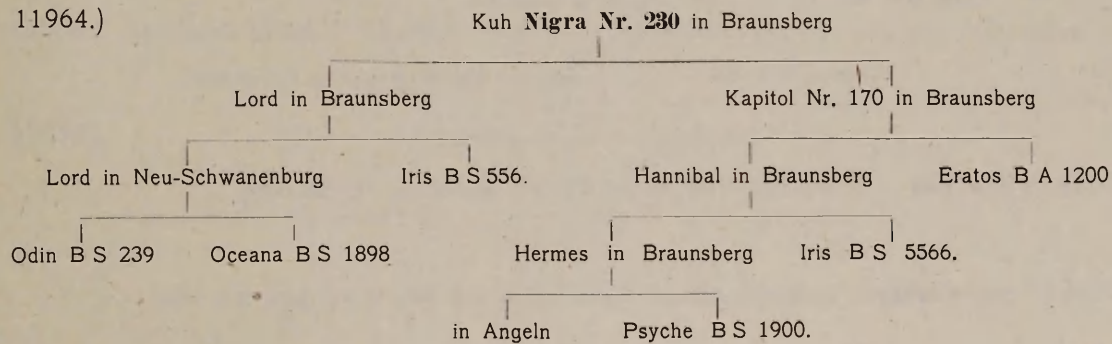 11964.)
Kuh Nigra Nr. 230 in Braunsberg
Lord in Braunsberg Kapitol Nr. 170 in Braunsberg
Lord in Neu-Schwanenburg Iris B S 556. Hannibal in Braunsberg Eratos B A 1200
Odin B S 239 Oceana B S 1898 Hermes in Braunsberg Iris B S 5566.
in Angeln Psyche B S 1900.